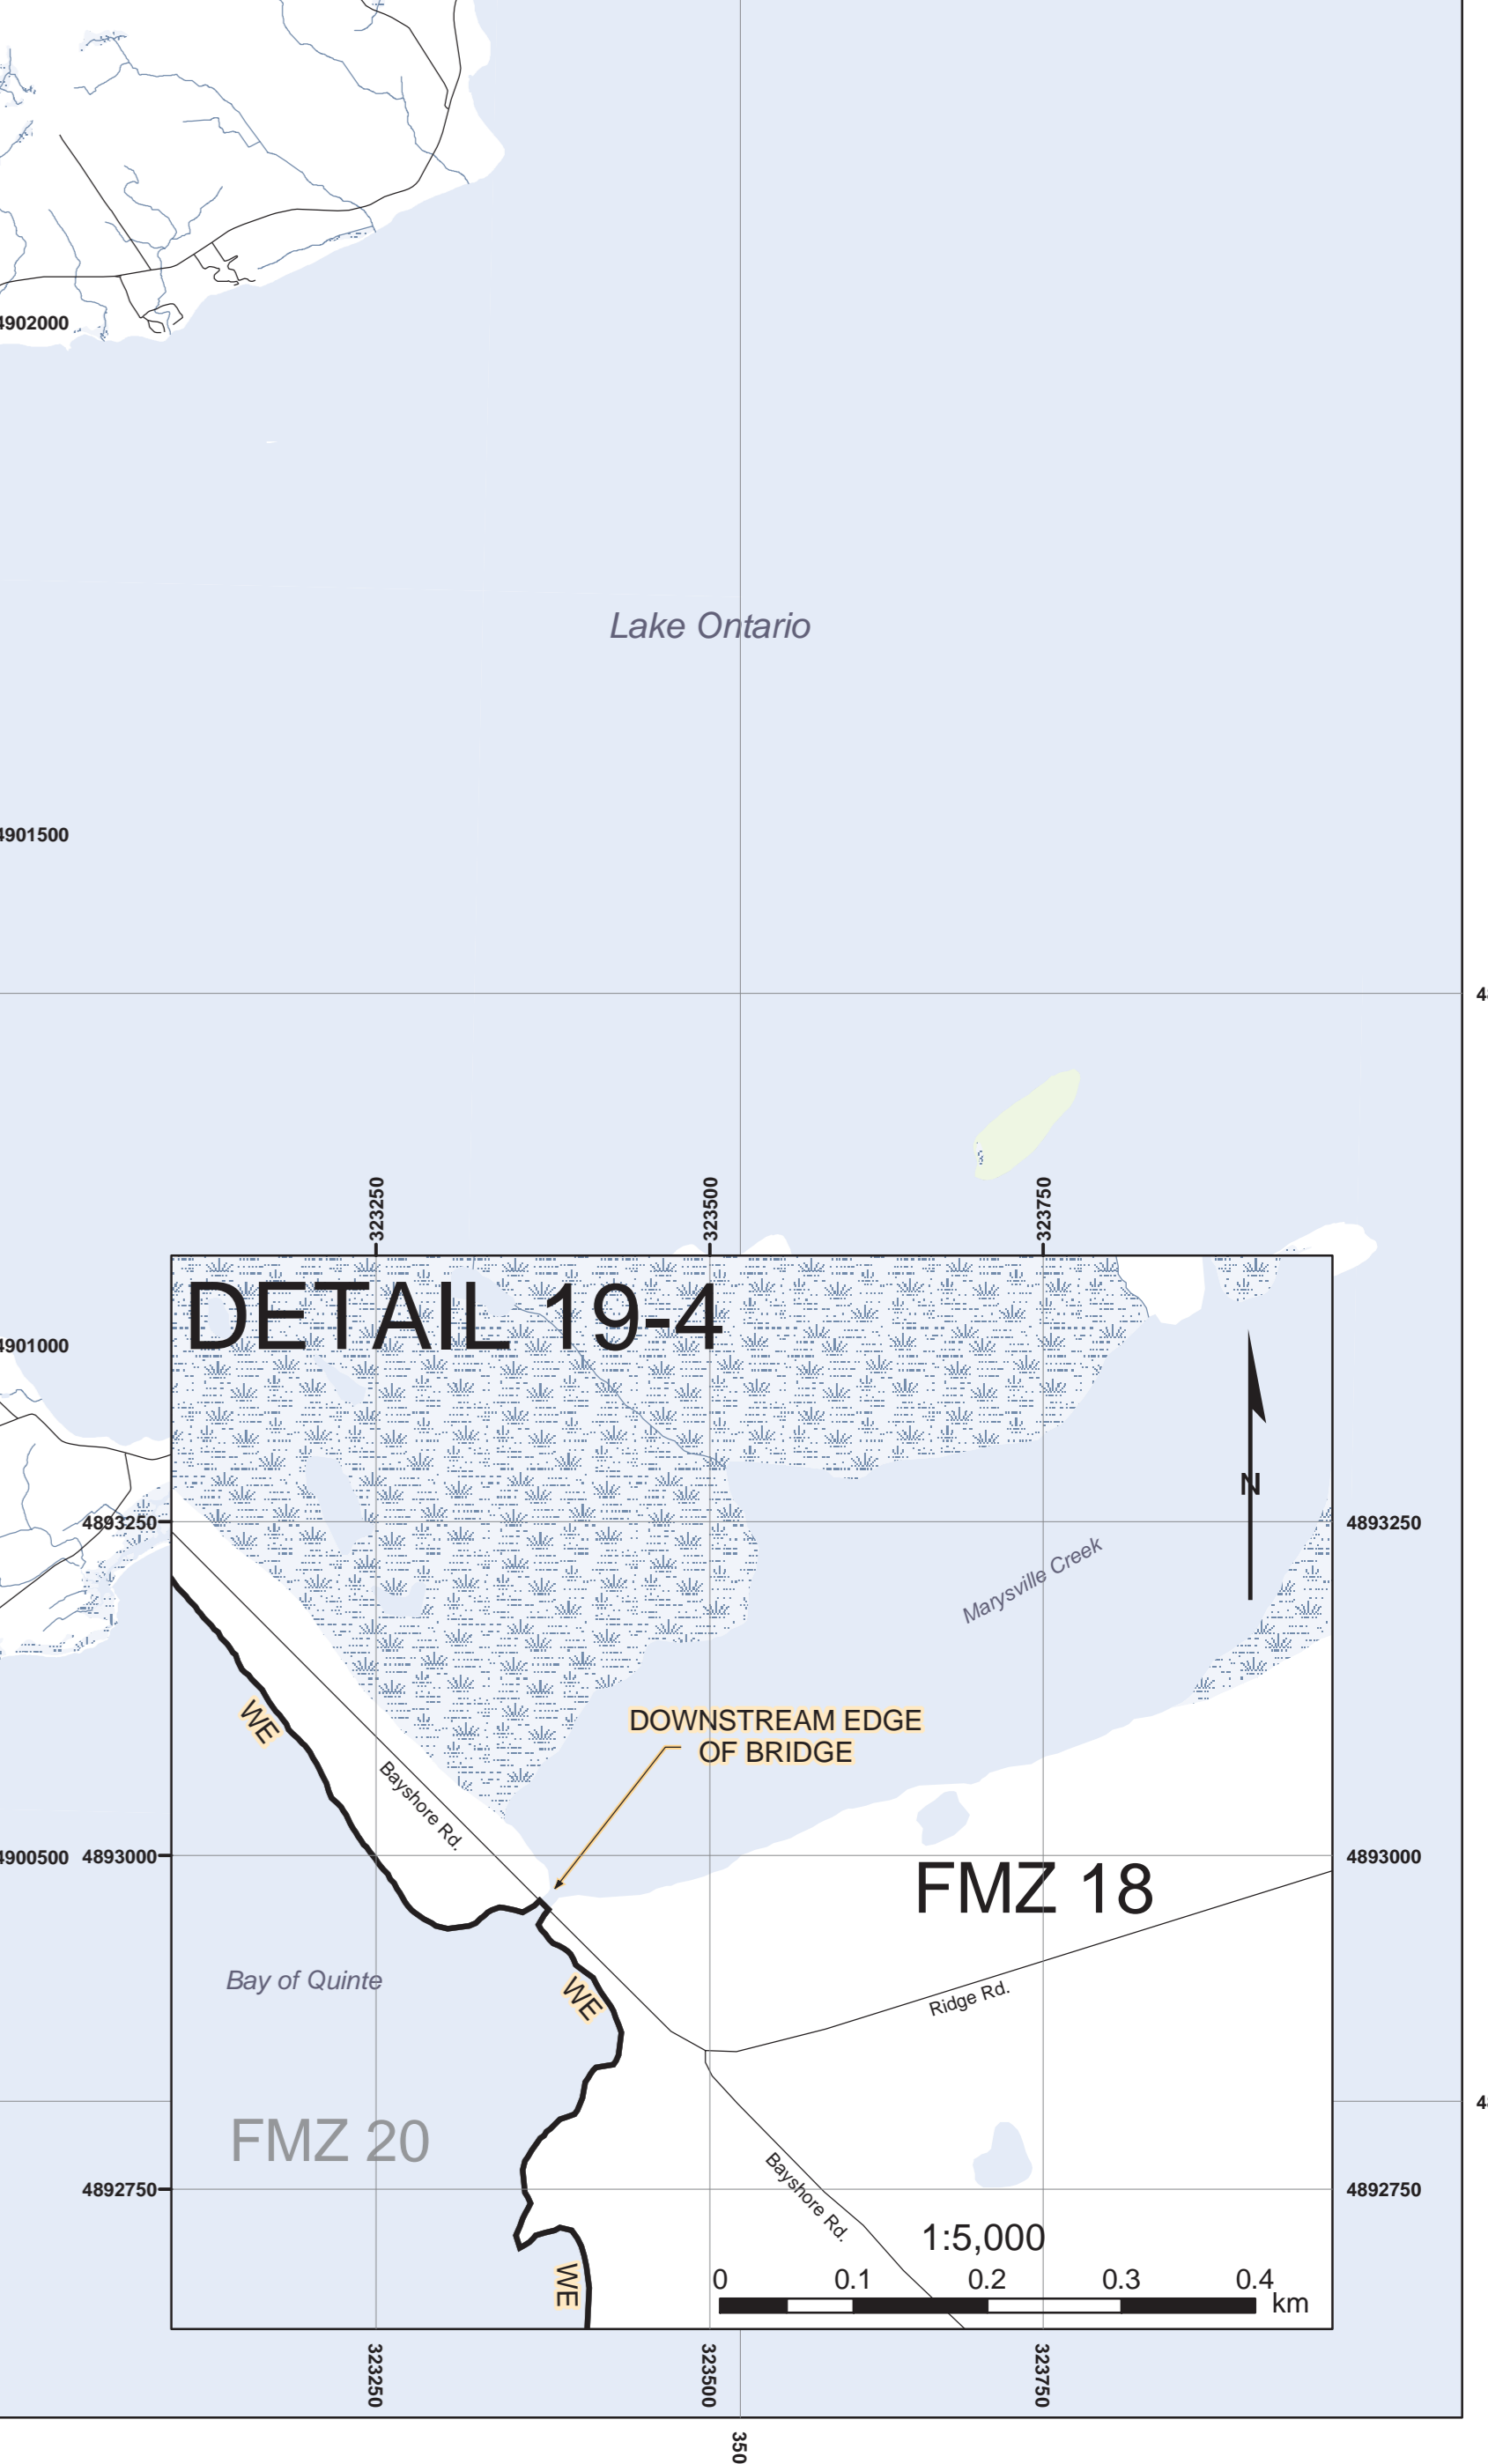 4902000
Lake Ontario
4901500
323250
323500
323750
DETAIL 19-4
4901000
N
4893250
4893250
Marysville Creek
WE
DOWNSTREAM EDGE
OF BRIDGE
Bayshore Rd.
4900500
4893000
4893000
FMZ 18
Bay of Quinte
WE
Ridge Rd.
FMZ 20
Bayshore Rd.
4892750
4892750
1:5,000
WE
0 0.1 0.2 0.3 0.4
km
323250
323500
323750
350